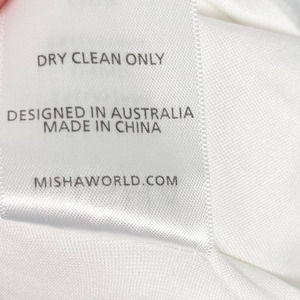 DRY CLEAN ONLY
DESIGNED IN AUSTRALIA
MADE IN CHINA
MISHAWORLD.COM